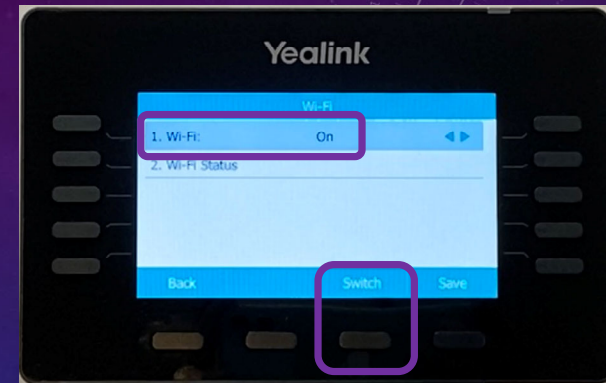 Yealink
Wi-Fi
1. Wi-Fi: On
2. Wi-Fi Status
Back Switch Save